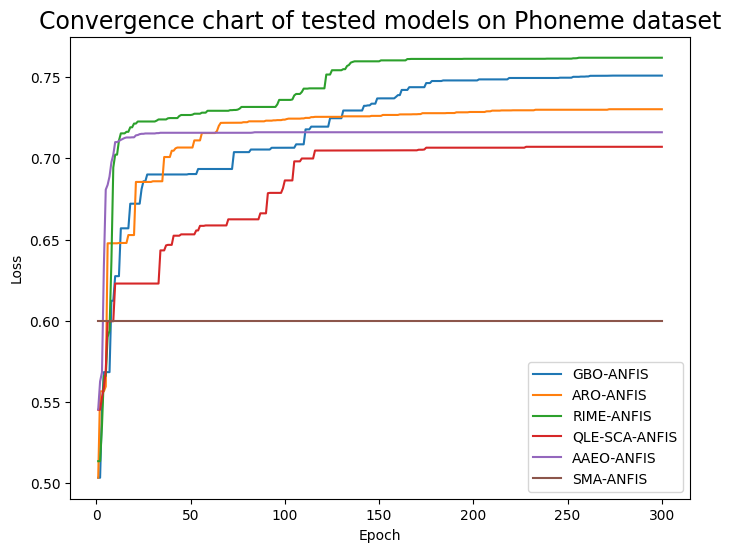 Convergence chart of tested models on Phoneme dataset
Loss
0.75
0.70
0.65
0.60
0.55
0.50
0 50 100 150 200 250 300
Epoch
GBO-ANFIS
ARO-ANFIS
RIME-ANFIS
QLE-SCA-ANFIS
AAEO-ANFIS
SMA-ANFIS